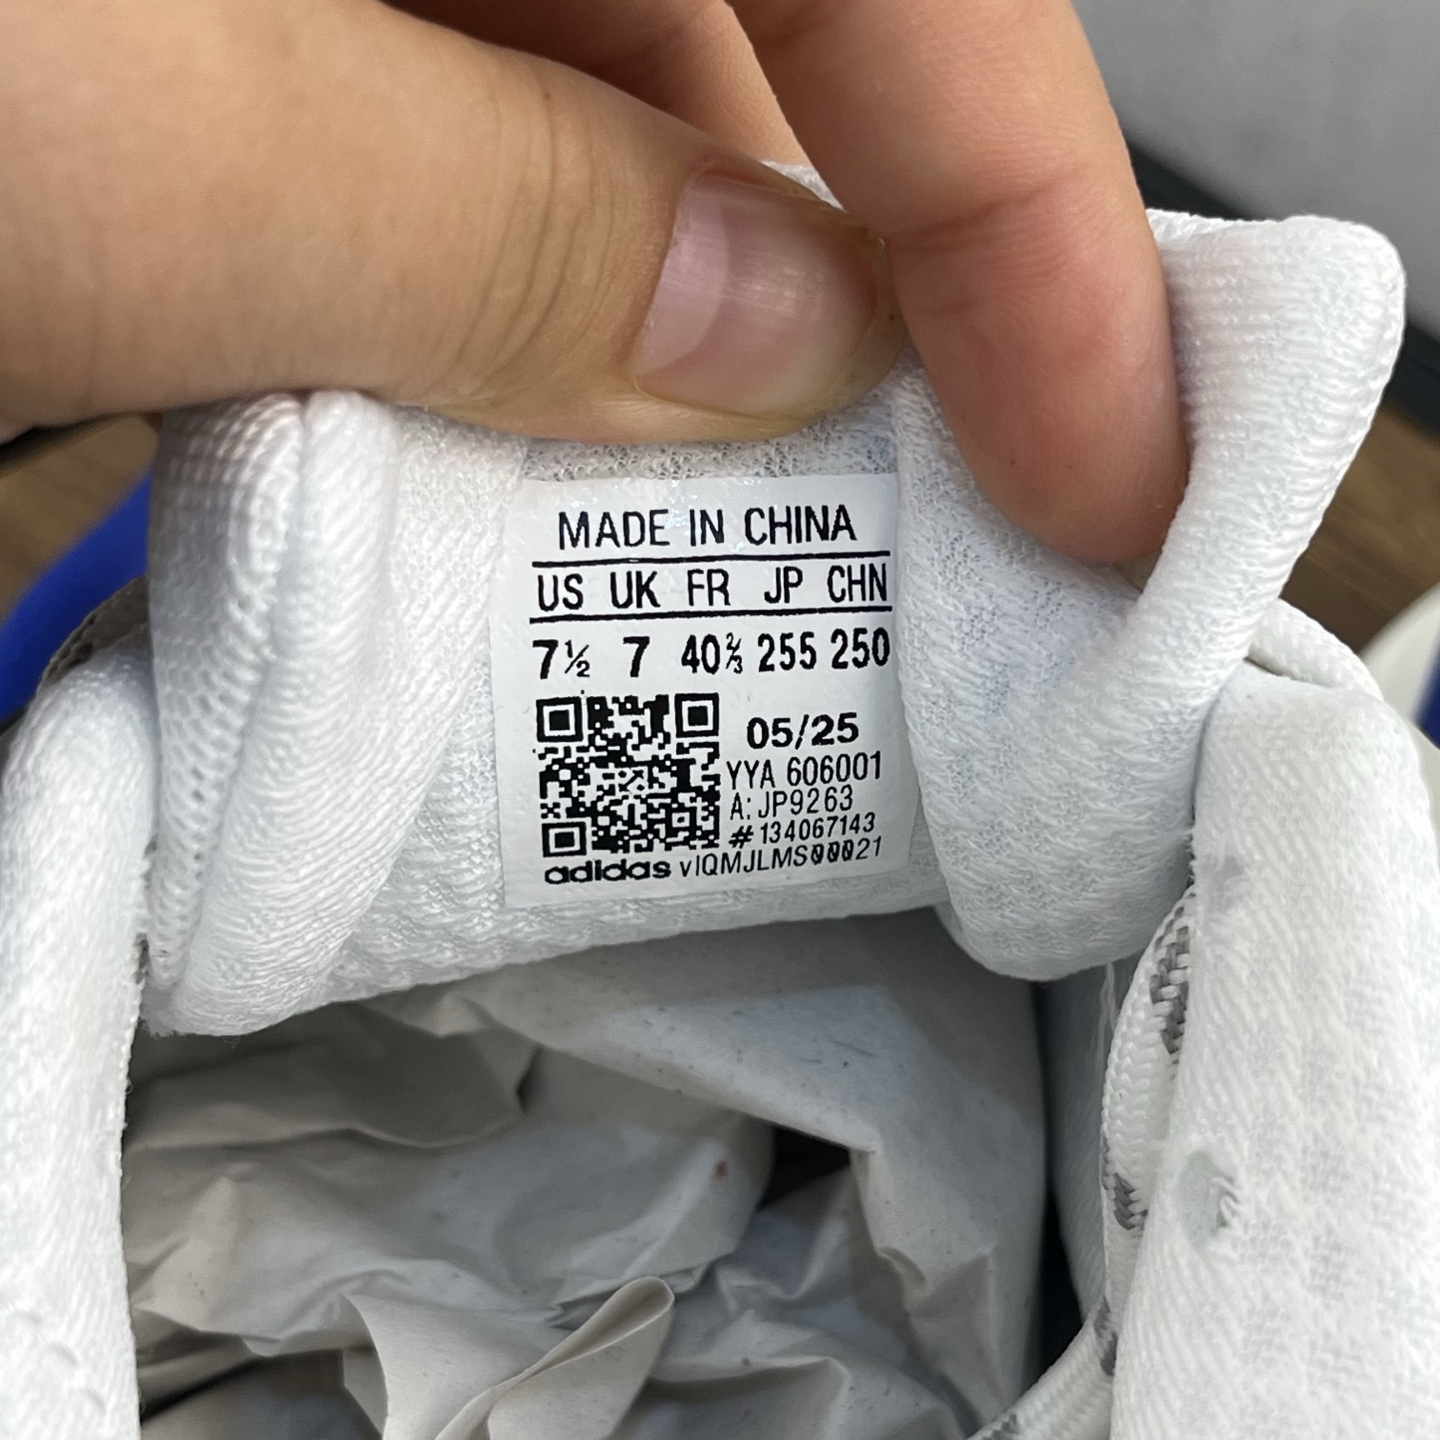 MADE IN CHINA
US UK FR JP CHN
7½ 7 40⅔ 255 250
05/25
YYA 606001
A: JP9263
# 134067143
adidas vIQMJLMS00021